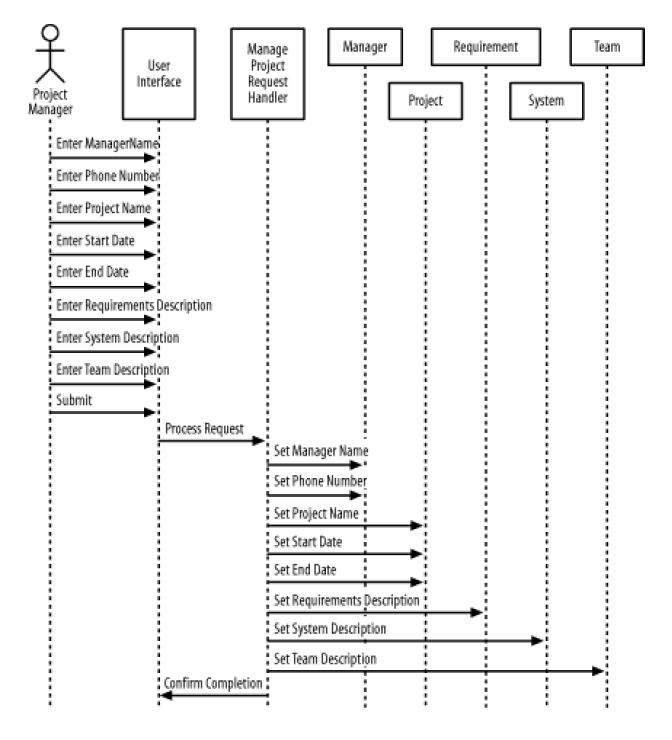 Project
Manager
User
Interface
Manage
Project
Request
Handler
Manager
Project
Requirement
System
Team
Enter ManagerName
Enter Phone Number
Enter Project Name
Enter Start Date
Enter End Date
Enter Requirements Description
Enter System Description
Enter Team Description
Submit
Process Request
Set Manager Name
Set Phone Number
Set Project Name
Set Start Date
Set End Date
Set Requirements Description
Set System Description
Set Team Description
Confirm Completion